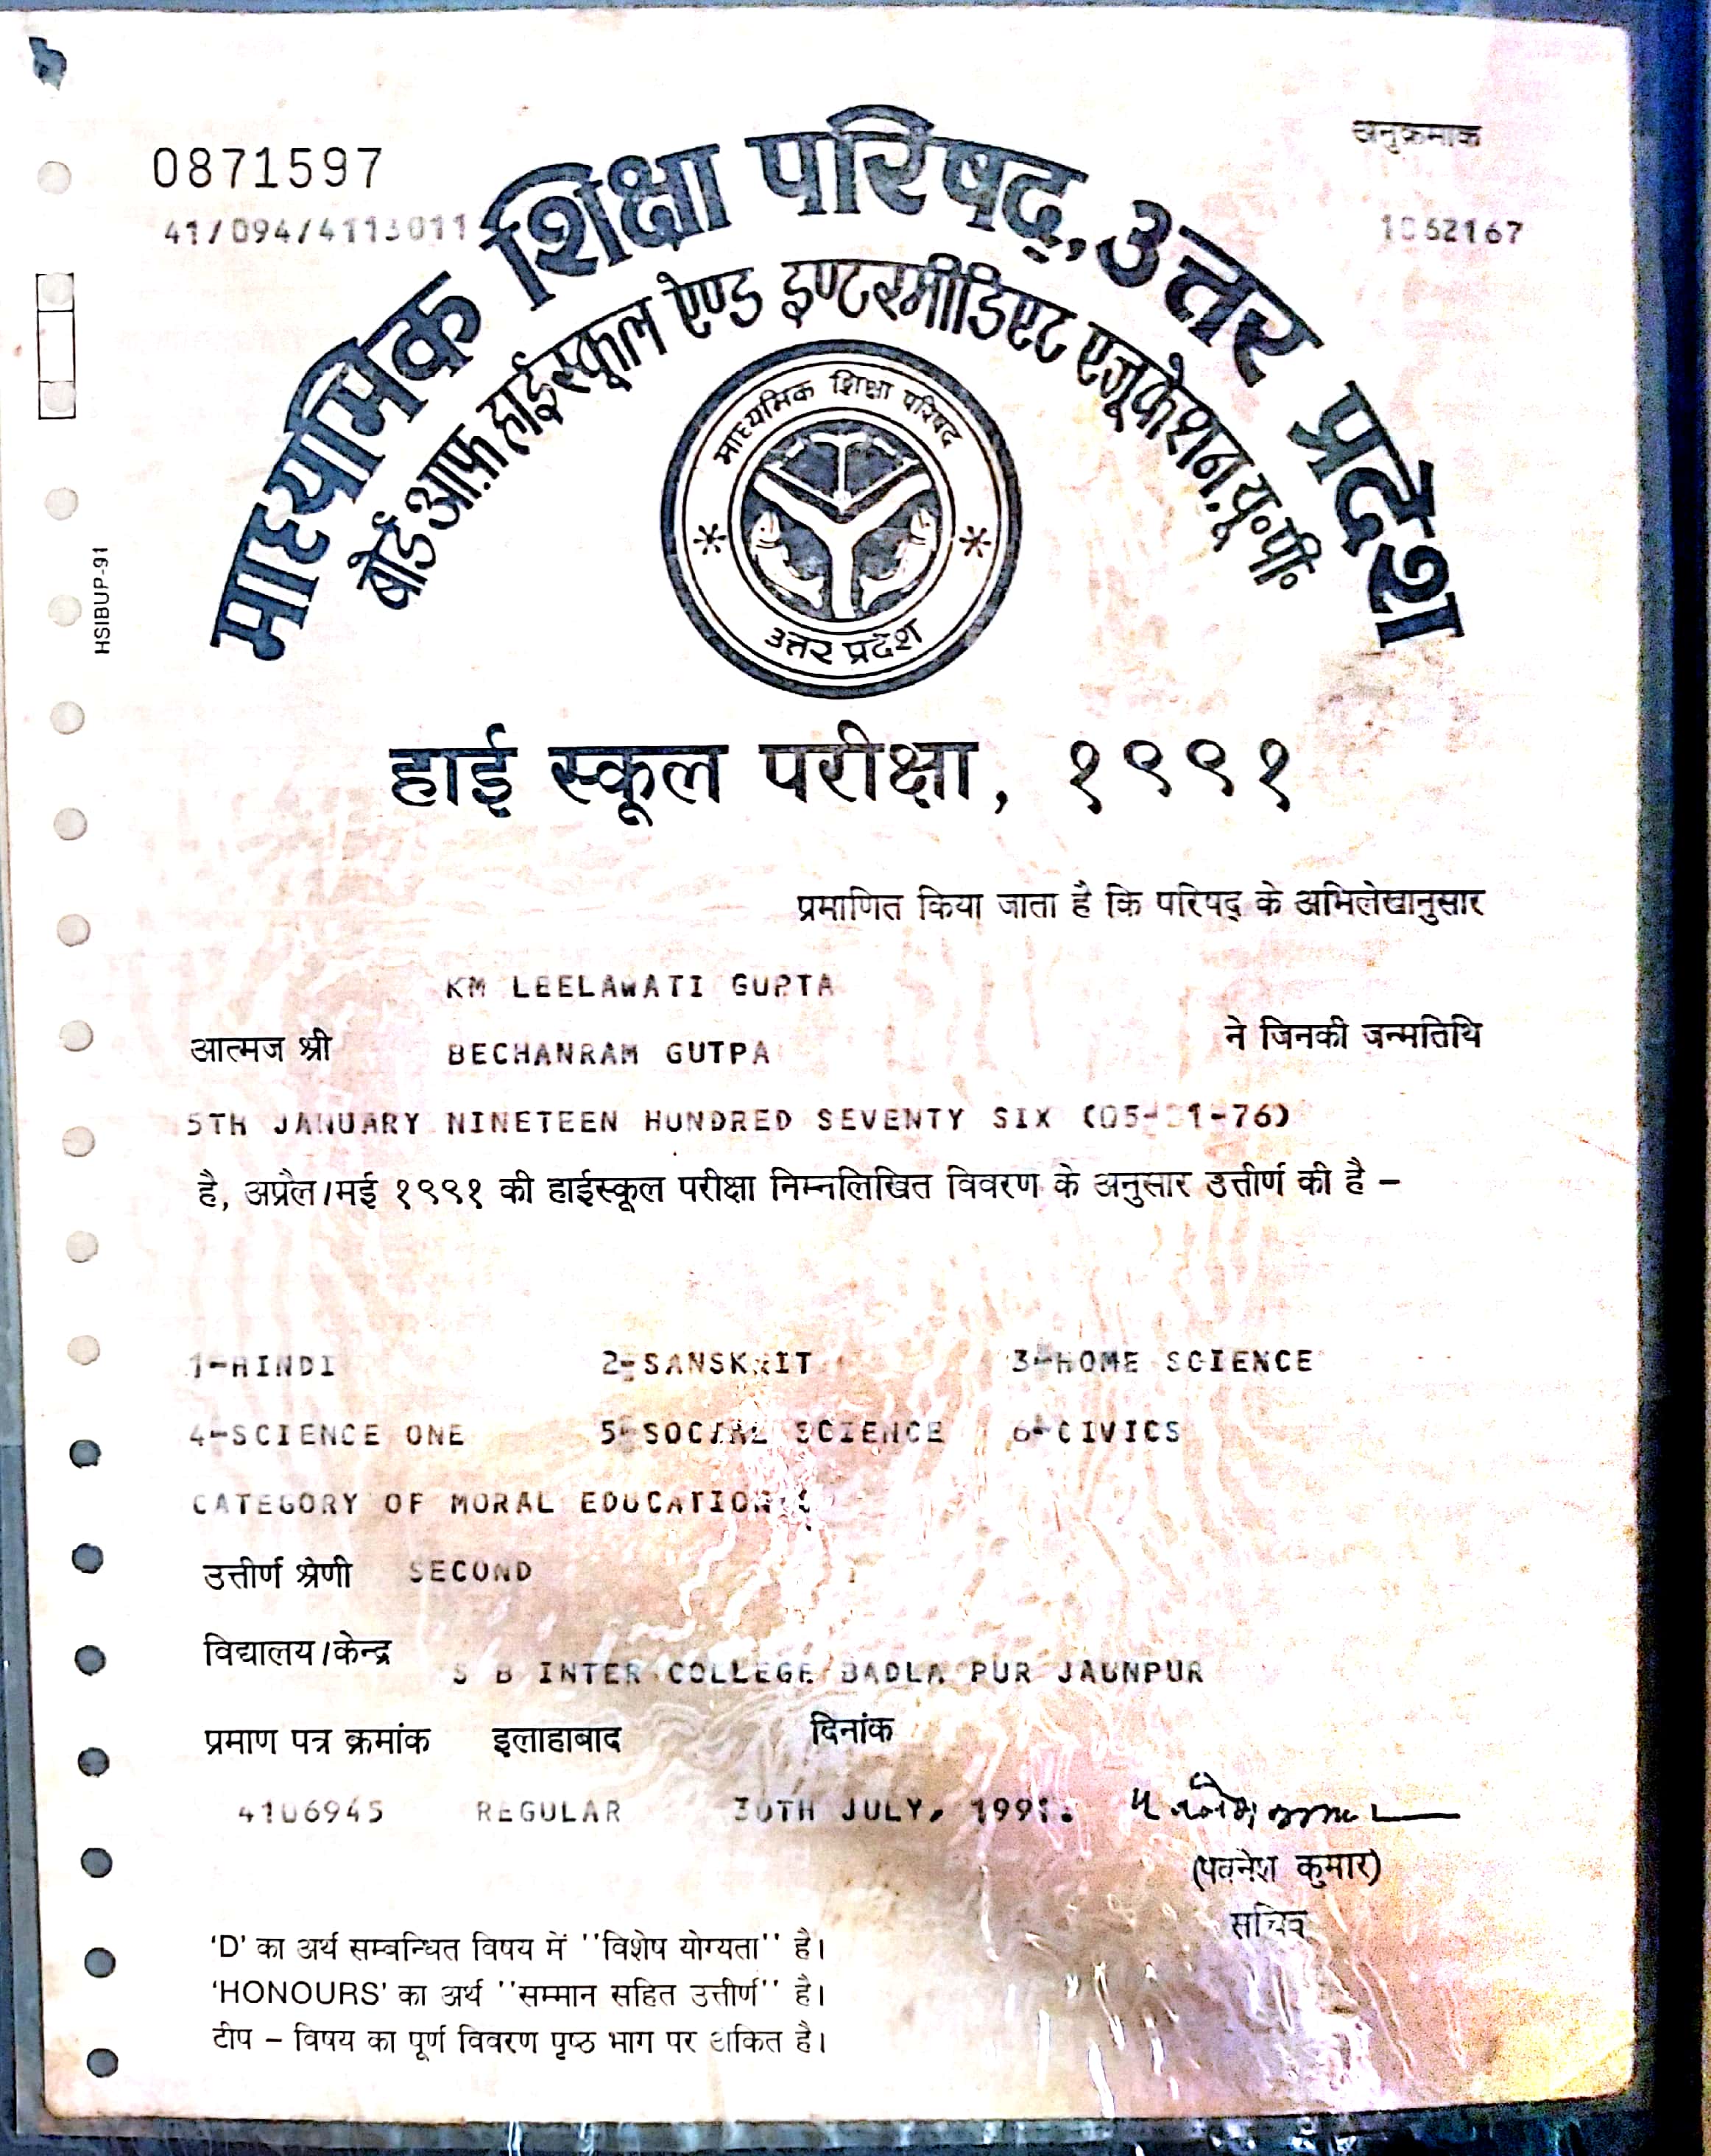 0871597
अनुक्रमांक
41/094/4113011
1062167
माध्यमिक शिक्षा परिषद्, उत्तर प्रदेश
बोर्ड आफ़ हाईस्कूल ऐण्ड इण्टरमीडिएट एजूकेशन, यू॰पी॰
माध्यमिक शिक्षा परिषद
उत्तर प्रदेश
HSIBUP-91
हाई स्कूल परीक्षा, १९९१
प्रमाणित किया जाता है कि परिषद् के अभिलेखानुसार
KM LEELAWATI GUPTA
आत्मज श्री BECHANRAM GUTPA ने जिनकी जन्मतिथि
5TH JANUARY NINETEEN HUNDRED SEVENTY SIX (05-01-76)
है, अप्रैल/मई १९९१ की हाईस्कूल परीक्षा निम्नलिखित विवरण के अनुसार उत्तीर्ण की है –
1-HINDI 2-SANSKRIT 3-HOME SCIENCE
4-SCIENCE ONE 5-SOCIAL SCIENCE 6-CIVICS
CATEGORY OF MORAL EDUCATION
उत्तीर्ण श्रेणी SECOND
विद्यालय/केन्द्र S B INTER COLLEGE BADLA PUR JAUNPUR
प्रमाण पत्र क्रमांक इलाहाबाद दिनांक
4106945 REGULAR 30TH JULY, 1991.
(पवनेश कुमार)
सचिव
'D' का अर्थ सम्बन्धित विषय में ''विशेष योग्यता'' है।
'HONOURS' का अर्थ ''सम्मान सहित उत्तीर्ण'' है।
टीप – विषय का पूर्ण विवरण पृष्ठ भाग पर अंकित है।